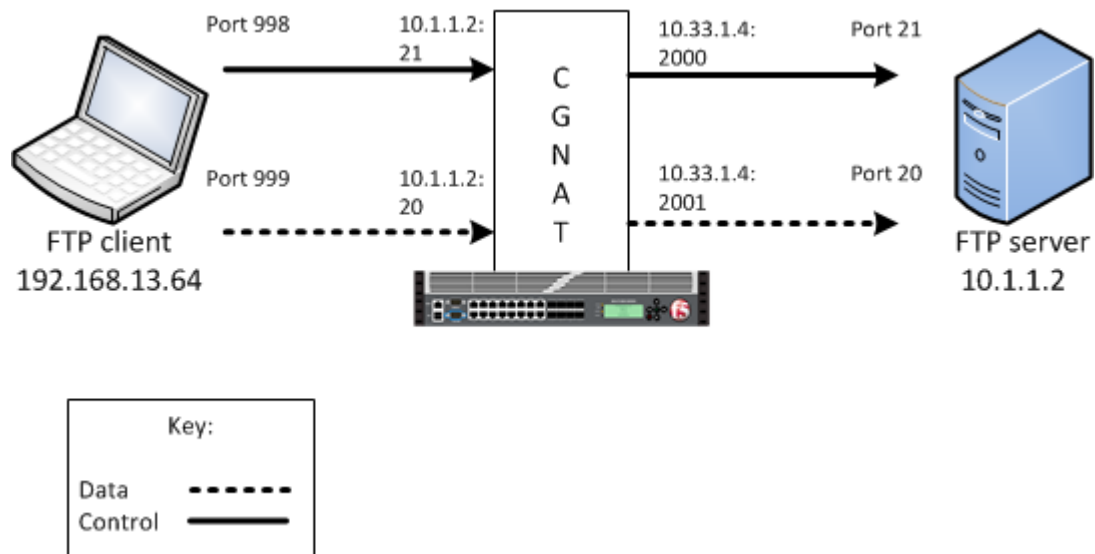 Port 998
10.1.1.2:
21
10.33.1.4:
2000
Port 21
C
G
N
A
T
Port 999
10.1.1.2:
20
10.33.1.4:
2001
Port 20
FTP client
192.168.13.64
FTP server
10.1.1.2
Key:
Data
Control